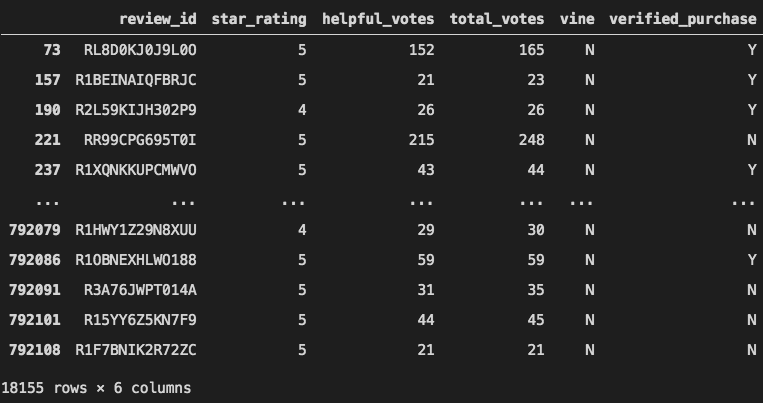 review_id star_rating helpful_votes total_votes vine verified_purchase
73 RL8D0KJ0J9L0O 5 152 165 N Y
157 R1BEINAIQFBRJC 5 21 23 N Y
190 R2L59KIJH302P9 4 26 26 N Y
221 RR99CPG695T0I 5 215 248 N N
237 R1XQNKKUPCMWVO 5 43 44 N Y
... ... ... ... ... ... ...
792079 R1HWY1Z29N8XUU 4 29 30 N N
792086 R1OBNEXHLWO188 5 59 59 N Y
792091 R3A76JWPT014A 5 31 35 N N
792101 R15YY6Z5KN7F9 5 44 45 N N
792108 R1F7BNIK2R72ZC 5 21 21 N N
18155 rows × 6 columns